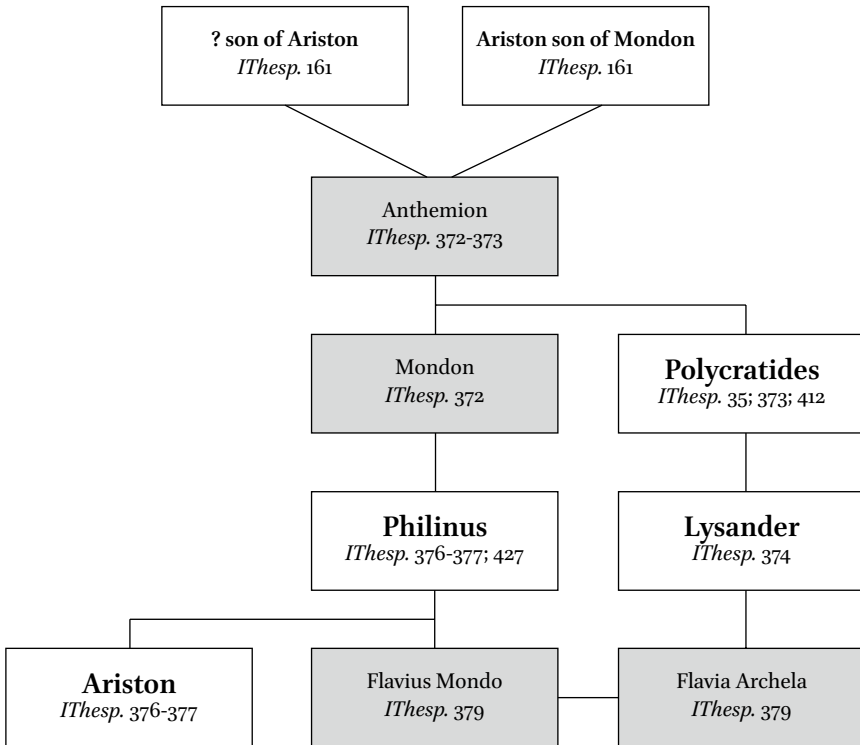 ? son of Ariston
IThesp. 161
Ariston son of Mondon
IThesp. 161
Anthemion
IThesp. 372-373
Mondon
IThesp. 372
Polycratides
IThesp. 35; 373; 412
Philinus
IThesp. 376-377; 427
Lysander
IThesp. 374
Ariston
IThesp. 376-377
Flavius Mondo
IThesp. 379
Flavia Archela
IThesp. 379